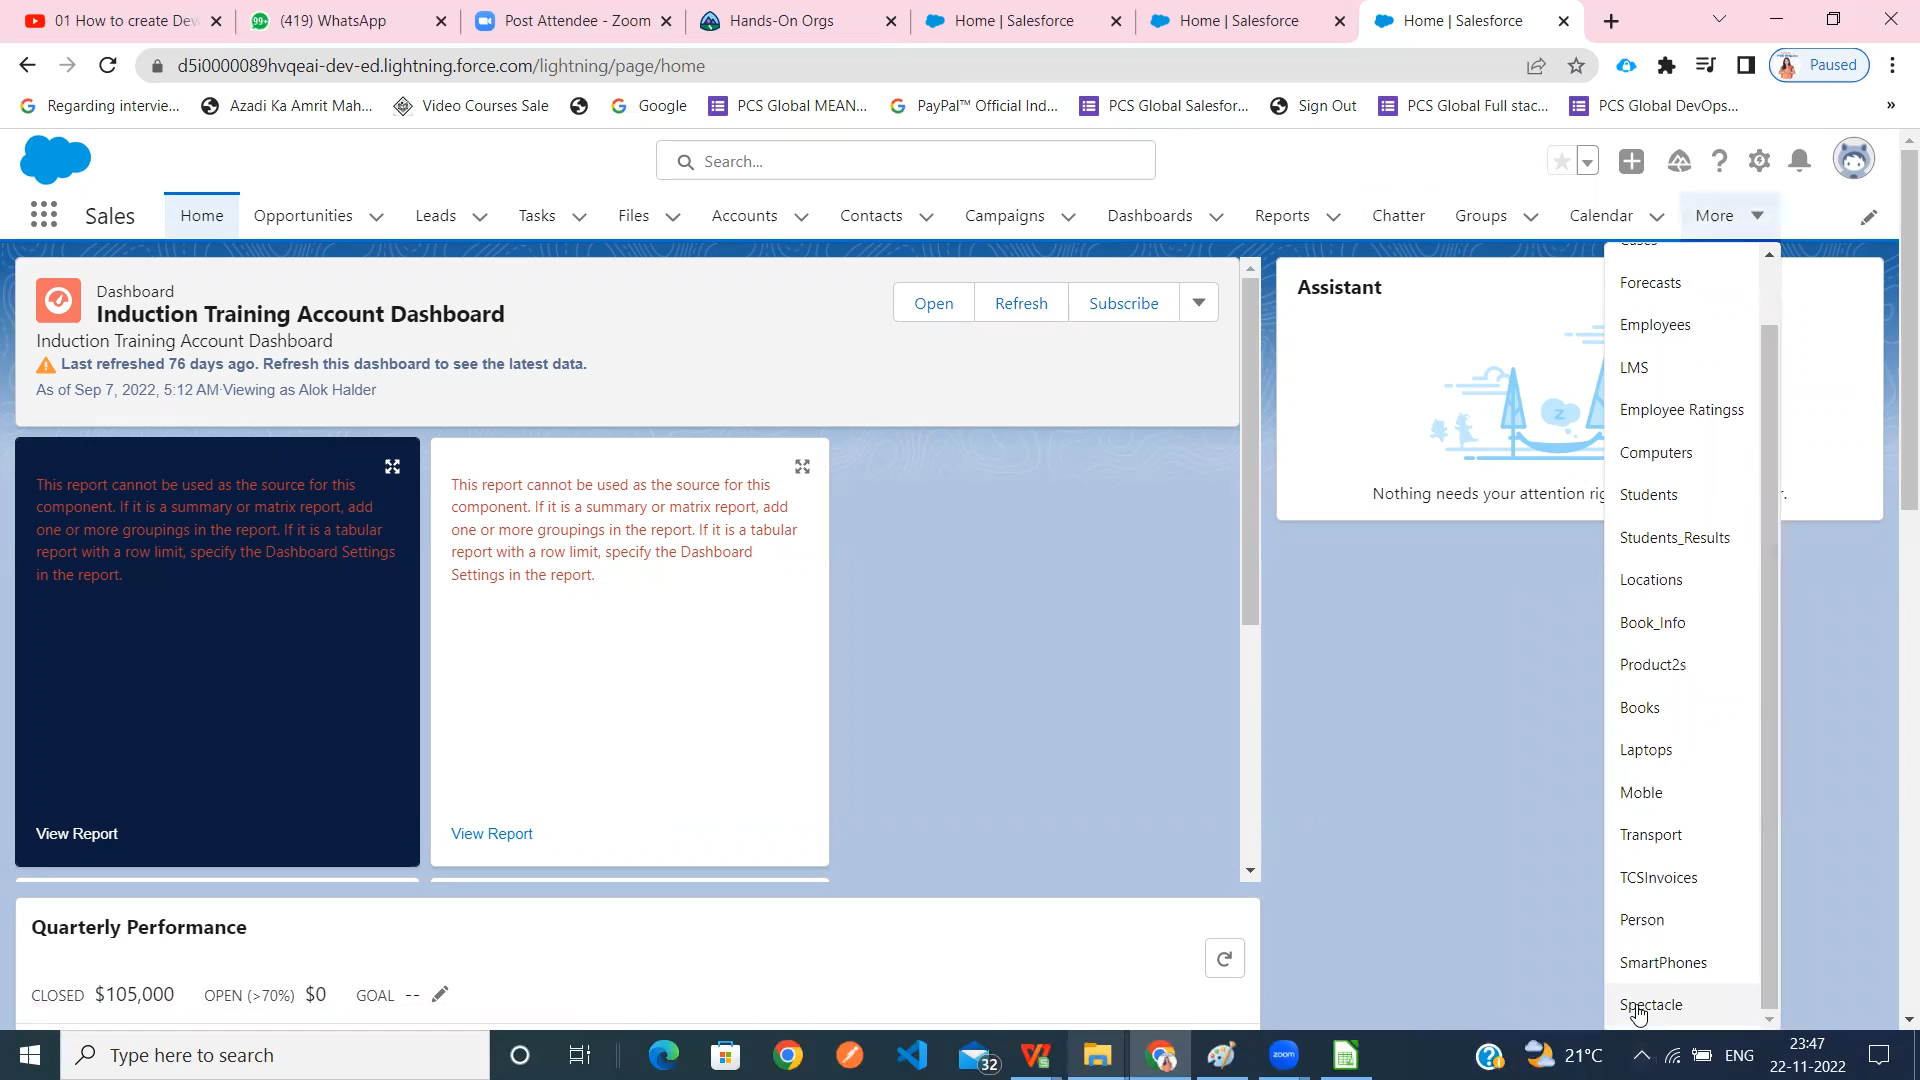 01 How to create Dev
(419) WhatsApp
Post Attendee - Zoom
Hands-On Orgs
Home | Salesforce
Home | Salesforce
Home | Salesforce
d5i0000089hvqeai-dev-ed.lightning.force.com/lightning/page/home
Paused
Regarding intervie...
Azadi Ka Amrit Mah...
Video Courses Sale
Google
PCS Global MEAN...
PayPal™ Official Ind...
PCS Global Salesfor...
Sign Out
PCS Global Full stac...
PCS Global DevOps...
»
Search...
Sales
Home
Opportunities
Leads
Tasks
Files
Accounts
Contacts
Campaigns
Dashboards
Reports
Chatter
Groups
Calendar
More
Dashboard
Induction Training Account Dashboard
Induction Training Account Dashboard
Last refreshed 76 days ago. Refresh this dashboard to see the latest data.
As of Sep 7, 2022, 5:12 AM·Viewing as Alok Halder
Open
Refresh
Subscribe
This report cannot be used as the source for this
component. If it is a summary or matrix report, add
one or more groupings in the report. If it is a tabular
report with a row limit, specify the Dashboard Settings
in the report.
View Report
This report cannot be used as the source for this
component. If it is a summary or matrix report, add
one or more groupings in the report. If it is a tabular
report with a row limit, specify the Dashboard
Settings in the report.
View Report
Quarterly Performance
CLOSED $105,000 OPEN (>70%) $0 GOAL --
Assistant
Nothing needs your attention rig
r.
Cases
Forecasts
Employees
LMS
Employee Ratingss
Computers
Students
Students_Results
Locations
Book_Info
Product2s
Books
Laptops
Moble
Transport
TCSInvoices
Person
SmartPhones
Spectacle
Type here to search
32
zoom
21°C
ENG
23:47
22-11-2022